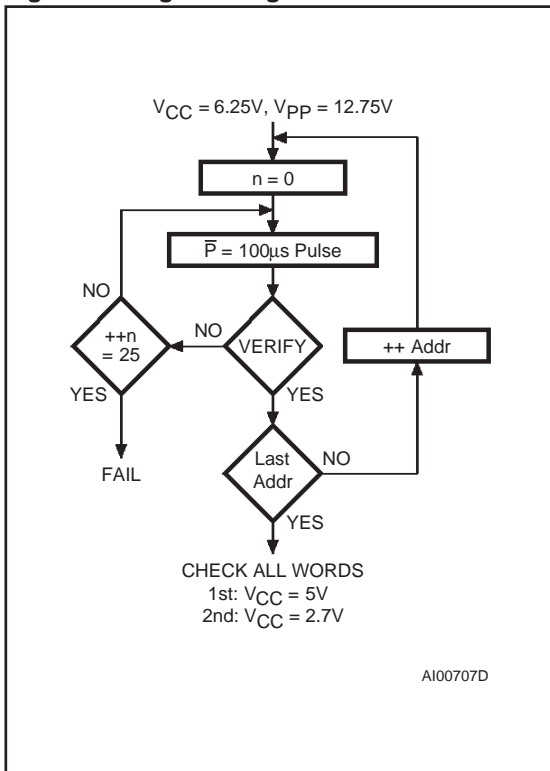 VCC = 6.25V, VPP = 12.75V
n = 0
P̅ = 100µs Pulse
NO
++n
= 25
NO
VERIFY
++ Addr
YES
YES
FAIL
Last
Addr
NO
YES
CHECK ALL WORDS
1st: VCC = 5V
2nd: VCC = 2.7V
AI00707D